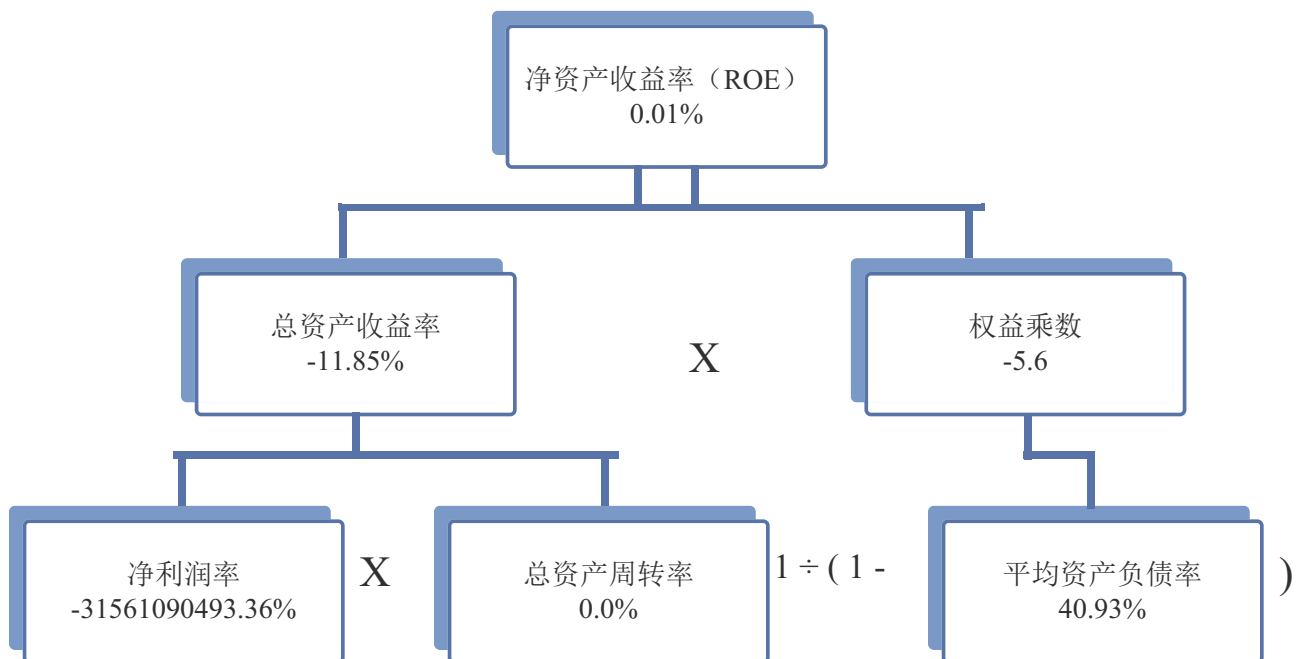 净资产收益率（ROE）
0.01%
总资产收益率
-11.85%
X
权益乘数
-5.6
净利润率
-31561090493.36%
X
总资产周转率
0.0%
1 ÷ ( 1 -
平均资产负债率
40.93%
)